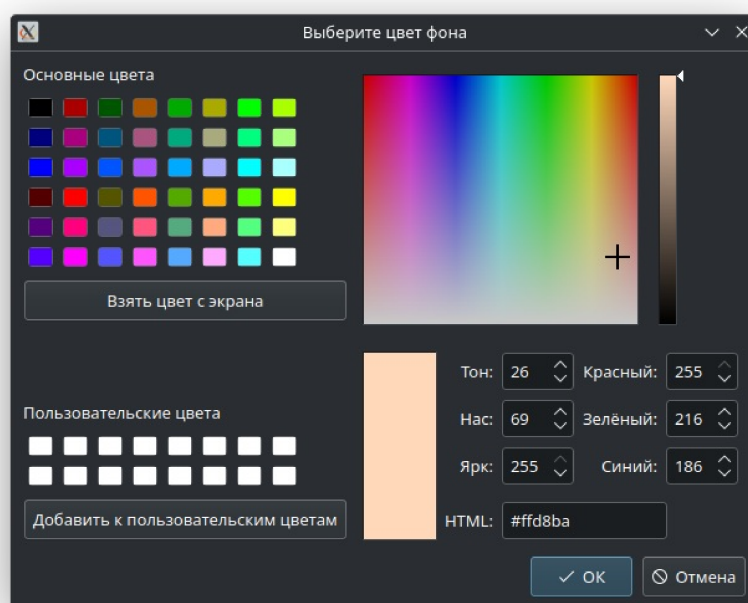 Выберите цвет фона
Основные цвета
Взять цвет с экрана
Пользовательские цвета
Добавить к пользовательским цветам
Тон: 26 Красный: 255
Нас: 69 Зелёный: 216
Ярк: 255 Синий: 186
HTML: #ffd8ba
ОК Отмена